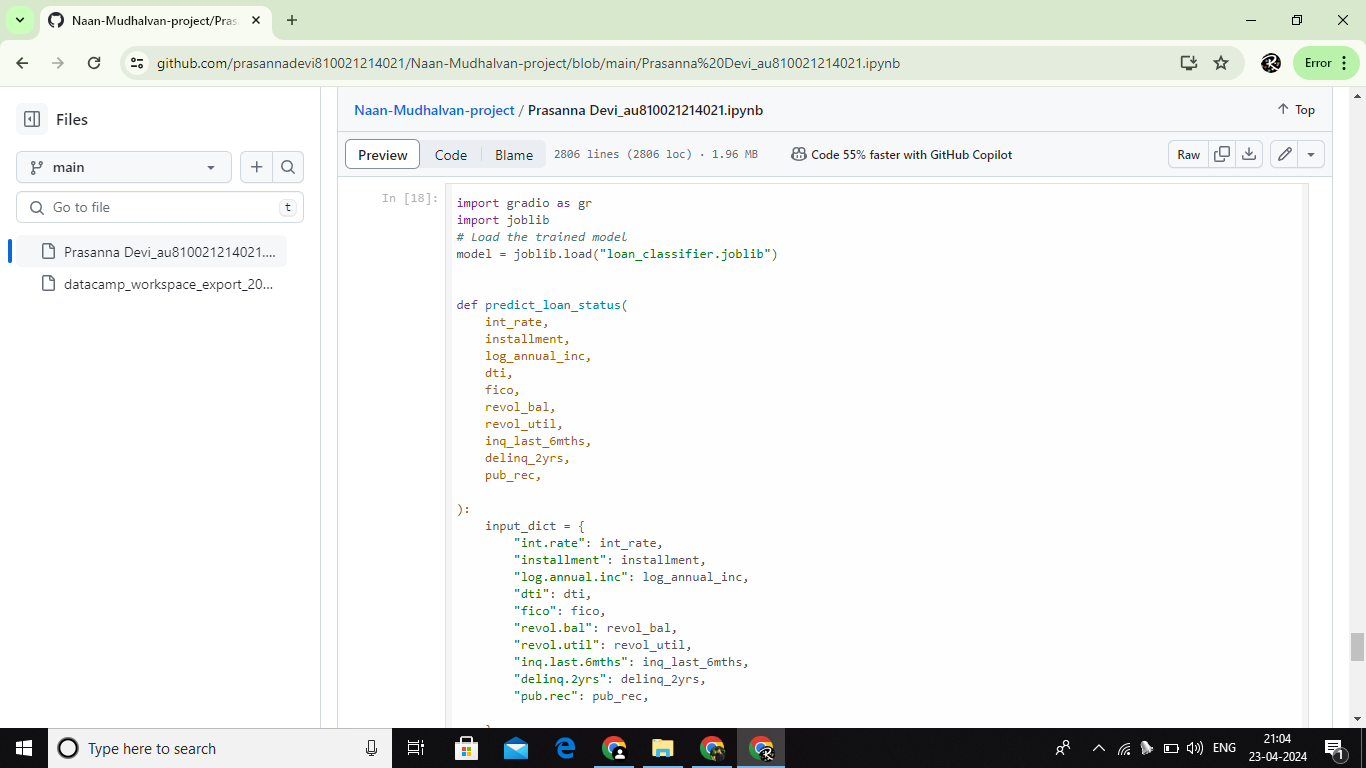 Naan-Mudhalvan-project/Pras
github.com/prasannadevi810021214021/Naan-Mudhalvan-project/blob/main/Prasanna%20Devi_au810021214021.ipynb
Error
Files
main
Go to file
t
Prasanna Devi_au810021214021....
datacamp_workspace_export_20...
Naan-Mudhalvan-project / Prasanna Devi_au810021214021.ipynb
Top
Preview Code Blame 2806 lines (2806 loc) · 1.96 MB Code 55% faster with GitHub Copilot Raw
In [18]:
import gradio as gr
import joblib
# Load the trained model
model = joblib.load("loan_classifier.joblib")
def predict_loan_status(
int_rate,
installment,
log_annual_inc,
dti,
fico,
revol_bal,
revol_util,
inq_last_6mths,
delinq_2yrs,
pub_rec,
):
input_dict = {
"int.rate": int_rate,
"installment": installment,
"log.annual.inc": log_annual_inc,
"dti": dti,
"fico": fico,
"revol.bal": revol_bal,
"revol.util": revol_util,
"inq.last.6mths": inq_last_6mths,
"delinq.2yrs": delinq_2yrs,
"pub.rec": pub_rec,
Type here to search
ENG
21:04
23-04-2024
1